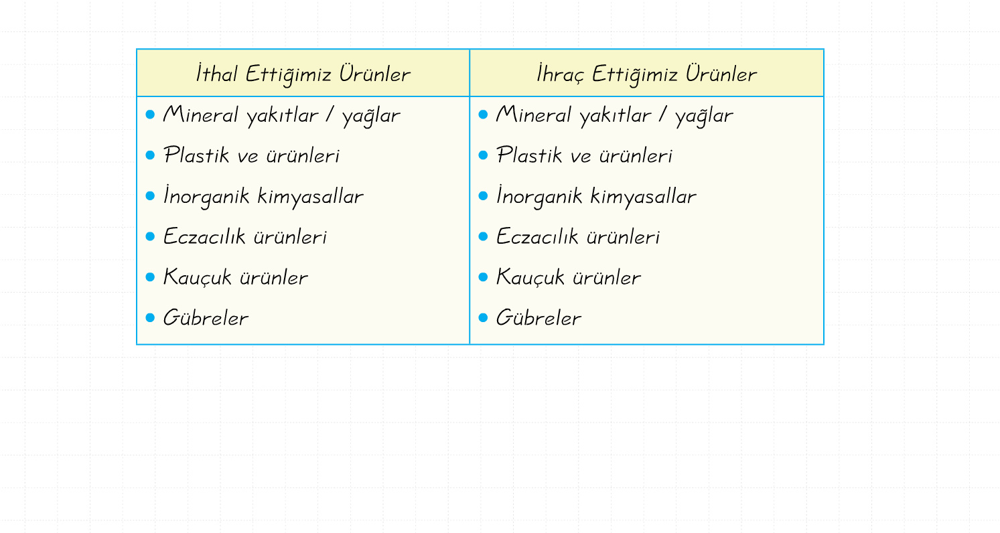 İthal Ettiğimiz Ürünler
İhraç Ettiğimiz Ürünler
Mineral yakıtlar / yağlar
Plastik ve ürünleri
İnorganik kimyasallar
Eczacılık ürünleri
Kauçuk ürünler
Gübreler
Mineral yakıtlar / yağlar
Plastik ve ürünleri
İnorganik kimyasallar
Eczacılık ürünleri
Kauçuk ürünler
Gübreler